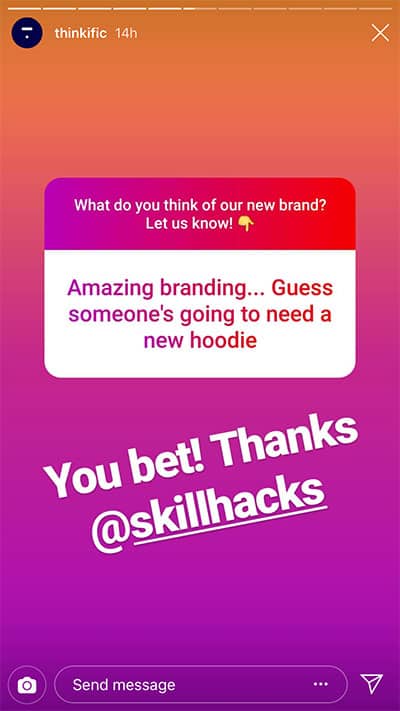 thinkific 14h
What do you think of our new brand?
Let us know! 👇
Amazing branding... Guess
someone's going to need a
new hoodie
You bet! Thanks
@skillhacks
Send message